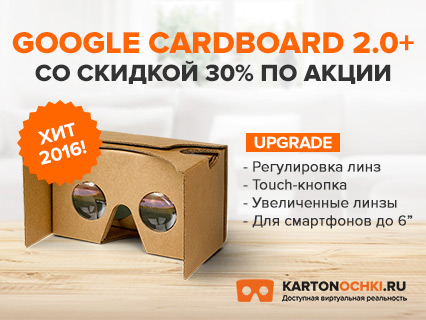 GOOGLE CARDBOARD 2.0+
СО СКИДКОЙ 30% ПО АКЦИИ
ХИТ
2016!
UPGRADE
- Регулировка линз
- Touch-кнопка
- Увеличенные линзы
- Для смартфонов до 6”
KARTONOCHKI.RU
Доступная виртуальная реальность